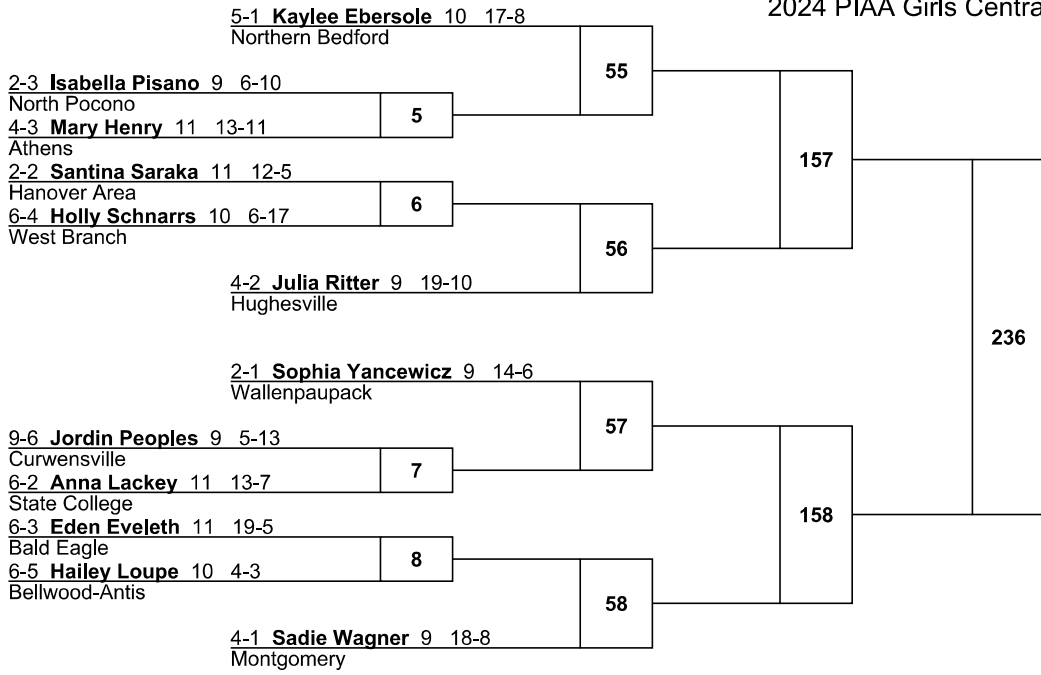 2024 PIAA Girls Centra
5-1 Kaylee Ebersole 10 17-8
Northern Bedford
55
2-3 Isabella Pisano 9 6-10
North Pocono
5
4-3 Mary Henry 11 13-11
Athens
157
2-2 Santina Saraka 11 12-5
Hanover Area
6
6-4 Holly Schnarrs 10 6-17
West Branch
56
4-2 Julia Ritter 9 19-10
Hughesville
236
2-1 Sophia Yancewicz 9 14-6
Wallenpaupack
57
9-6 Jordin Peoples 9 5-13
Curwensville
7
6-2 Anna Lackey 11 13-7
State College
158
6-3 Eden Eveleth 11 19-5
Bald Eagle
8
6-5 Hailey Loupe 10 4-3
Bellwood-Antis
58
4-1 Sadie Wagner 9 18-8
Montgomery